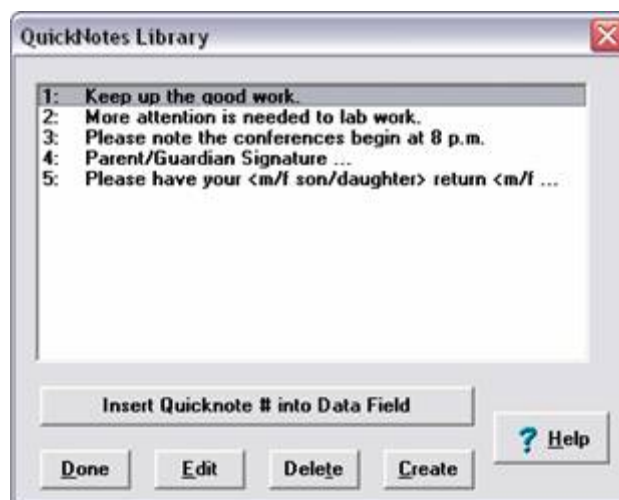 QuickNotes Library
1: Keep up the good work.
2: More attention is needed to lab work.
3: Please note the conferences begin at 8 p.m.
4: Parent/Guardian Signature ...
5: Please have your <m/f son/daughter> return <m/f ...
Insert Quicknote # into Data Field
? Help
Done Edit Delete Create